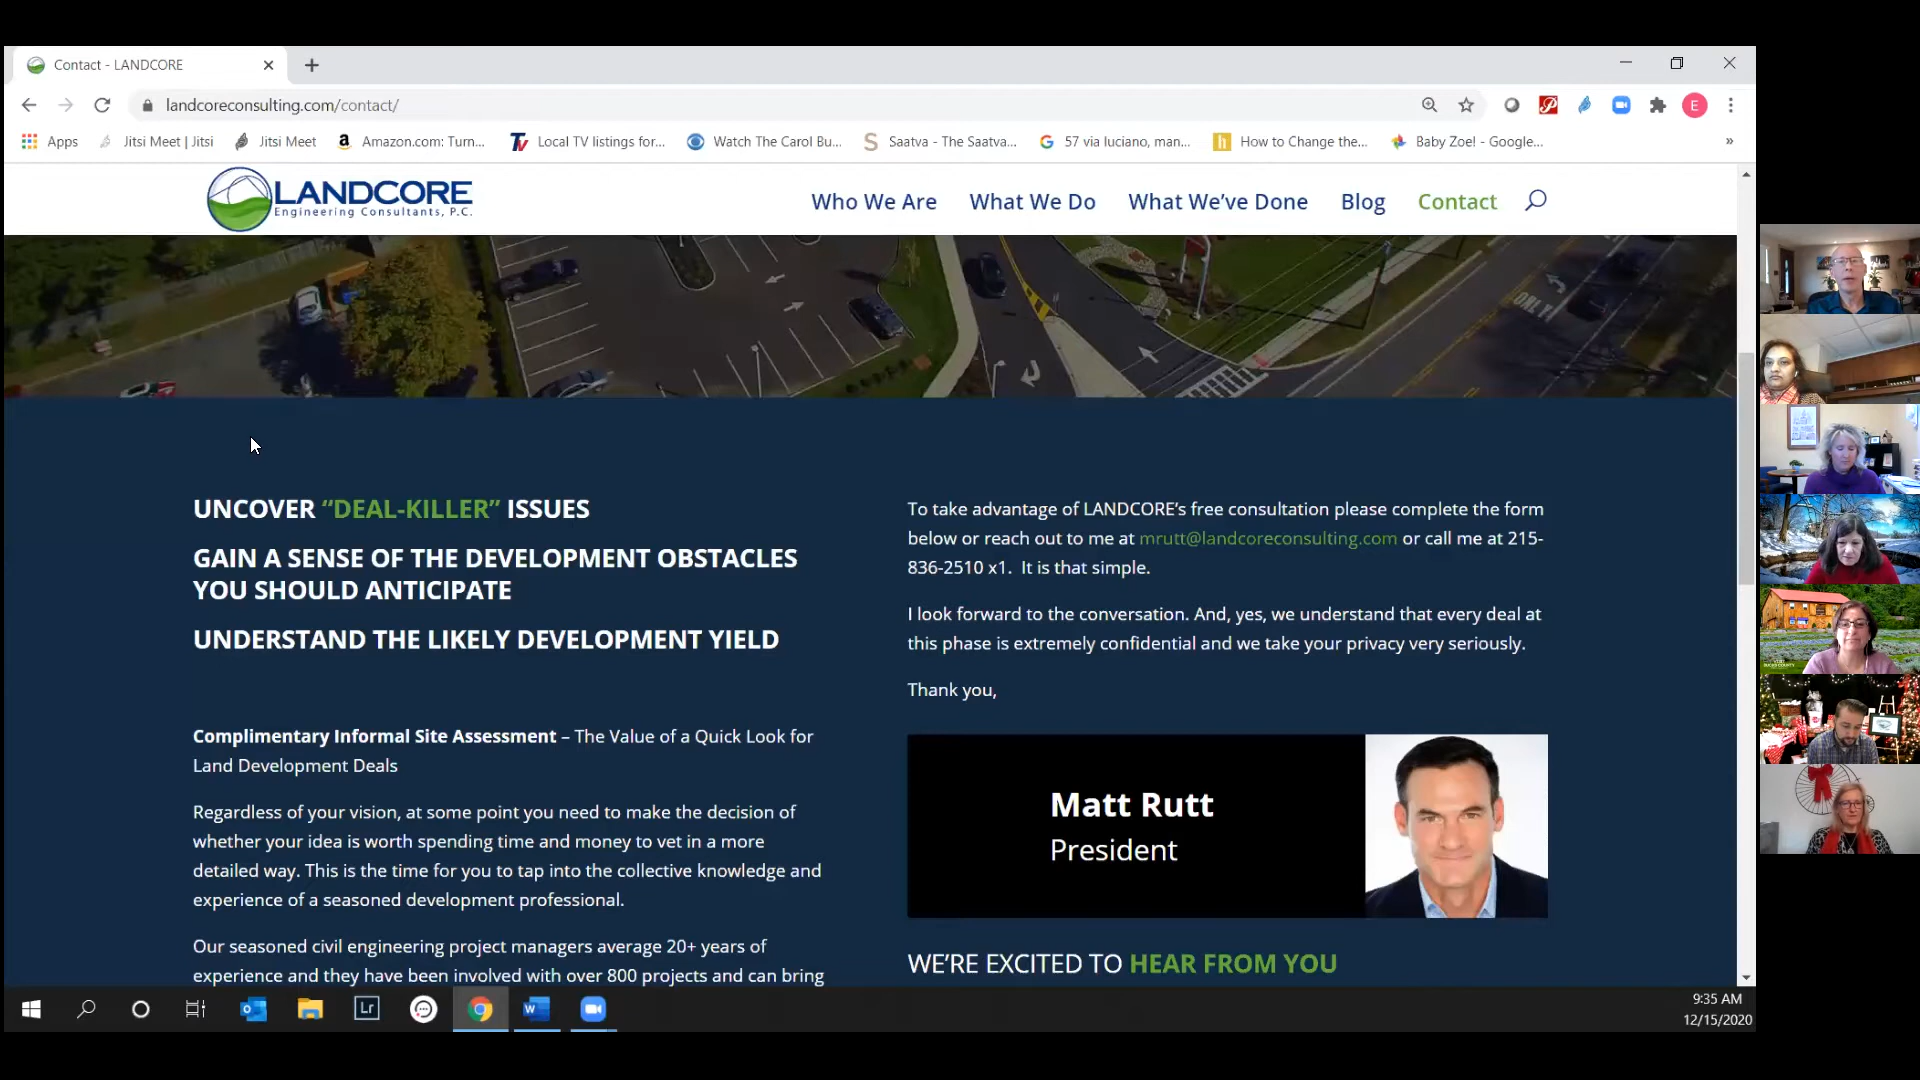 Contact - LANDCORE
landcoreconsulting.com/contact/
E
Apps
Jitsi Meet | Jitsi
Jitsi Meet
Amazon.com: Turn...
Local TV listings for...
Watch The Carol Bu...
Saatva - The Saatva...
57 via luciano, man...
How to Change the...
Baby Zoe! - Google...
»
LANDCORE
Engineering Consultants, P.C.
Who We Are
What We Do
What We've Done
Blog
Contact
ONLY
UNCOVER “DEAL-KILLER” ISSUES
GAIN A SENSE OF THE DEVELOPMENT OBSTACLES
YOU SHOULD ANTICIPATE
UNDERSTAND THE LIKELY DEVELOPMENT YIELD
Complimentary Informal Site Assessment – The Value of a Quick Look for
Land Development Deals
Regardless of your vision, at some point you need to make the decision of
whether your idea is worth spending time and money to vet in a more
detailed way. This is the time for you to tap into the collective knowledge and
experience of a seasoned development professional.
Our seasoned civil engineering project managers average 20+ years of
experience and they have been involved with over 800 projects and can bring
To take advantage of LANDCORE's free consultation please complete the form
below or reach out to me at mrutt@landcoreconsulting.com or call me at 215-
836-2510 x1. It is that simple.
I look forward to the conversation. And, yes, we understand that every deal at
this phase is extremely confidential and we take your privacy very seriously.
Thank you,
Matt Rutt
President
WE'RE EXCITED TO HEAR FROM YOU
Lr
9:35 AM
12/15/2020